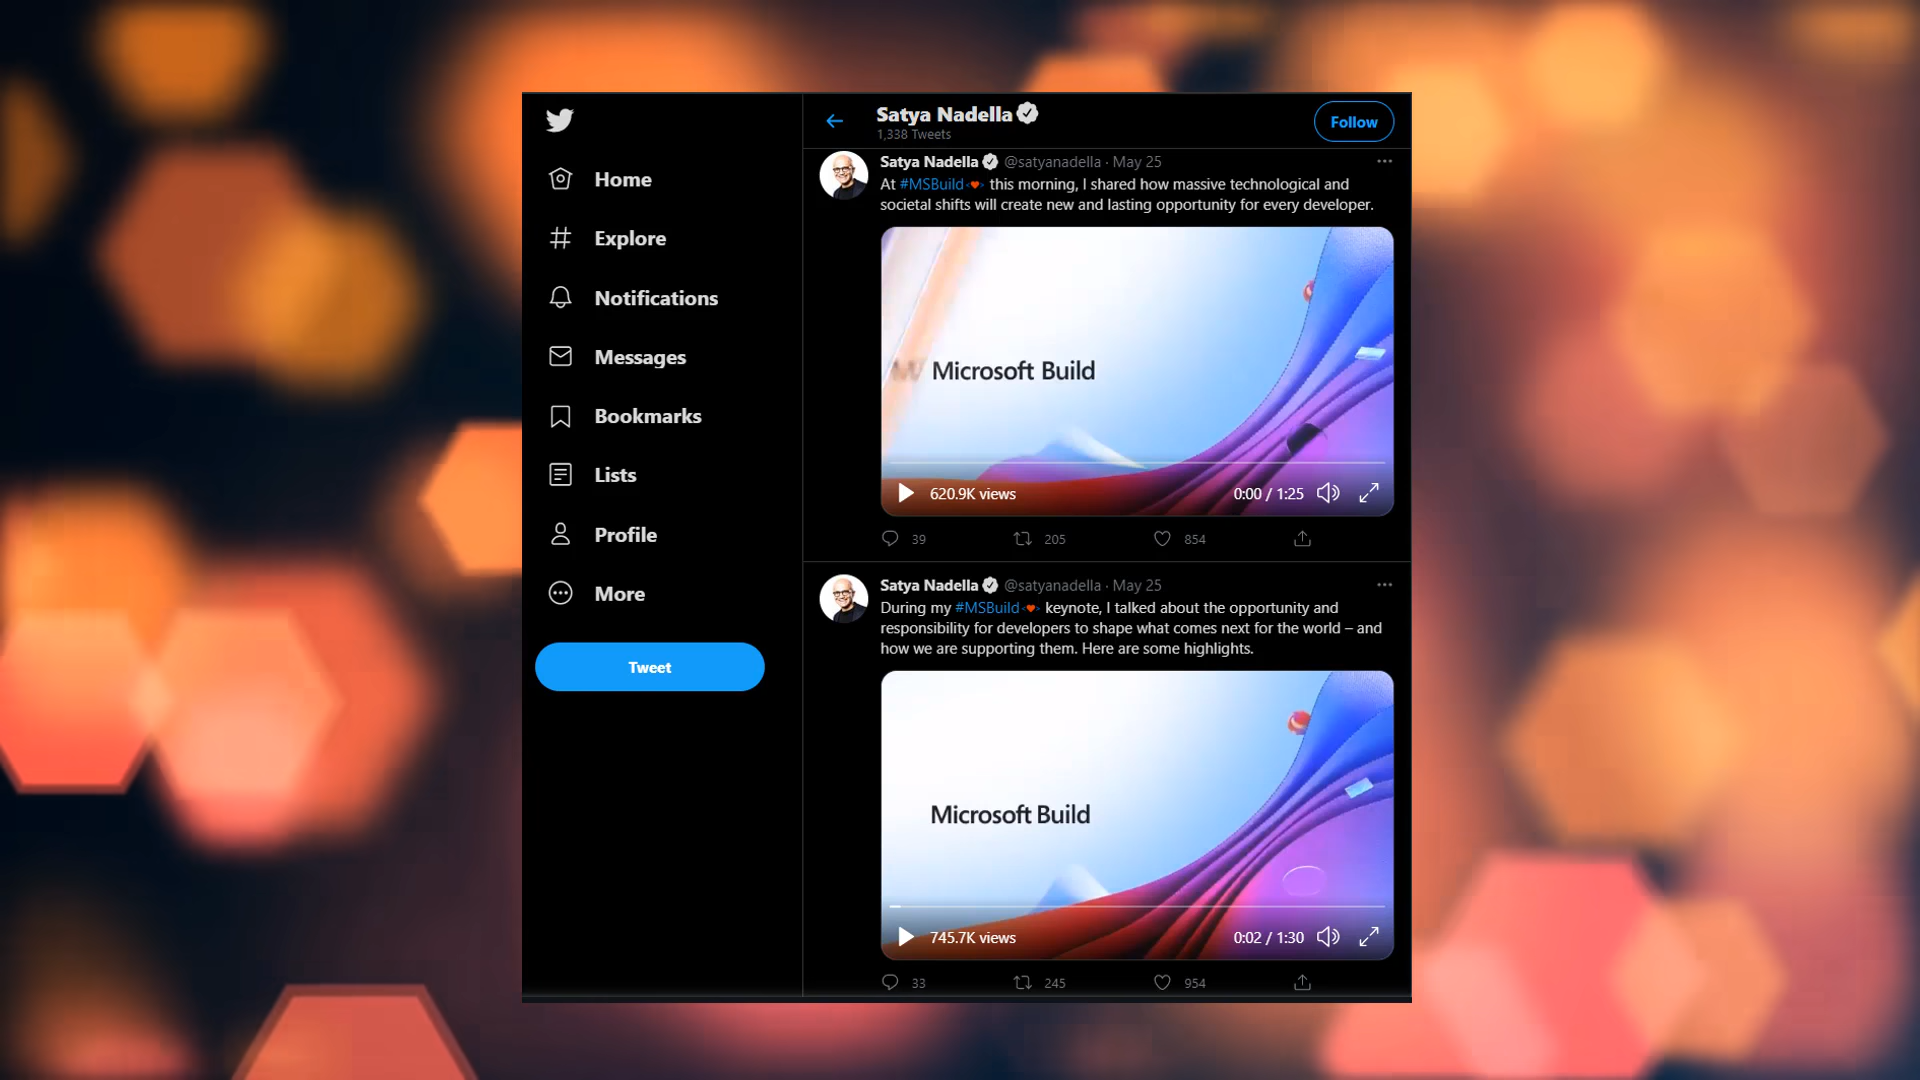 Home
Explore
Notifications
Messages
Bookmarks
Lists
Profile
More
Tweet
Satya Nadella
1,338 Tweets
Follow
Satya Nadella @satyanadella · May 25
At #MSBuild this morning, I shared how massive technological and
societal shifts will create new and lasting opportunity for every developer.
Microsoft Build
620.9K views
0:00 / 1:25
39
205
854
Satya Nadella @satyanadella · May 25
During my #MSBuild keynote, I talked about the opportunity and
responsibility for developers to shape what comes next for the world – and
how we are supporting them. Here are some highlights.
Microsoft Build
745.7K views
0:02 / 1:30
33
245
954